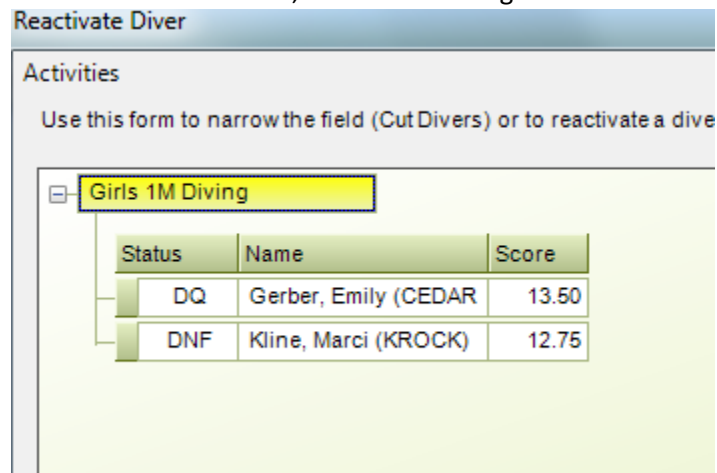 Reactivate Diver
Activities
Use this form to narrow the field (Cut Divers) or to reactivate a dive
Girls 1M Diving
Status Name Score
DQ Gerber, Emily (CEDAR 13.50
DNF Kline, Marci (KROCK) 12.75